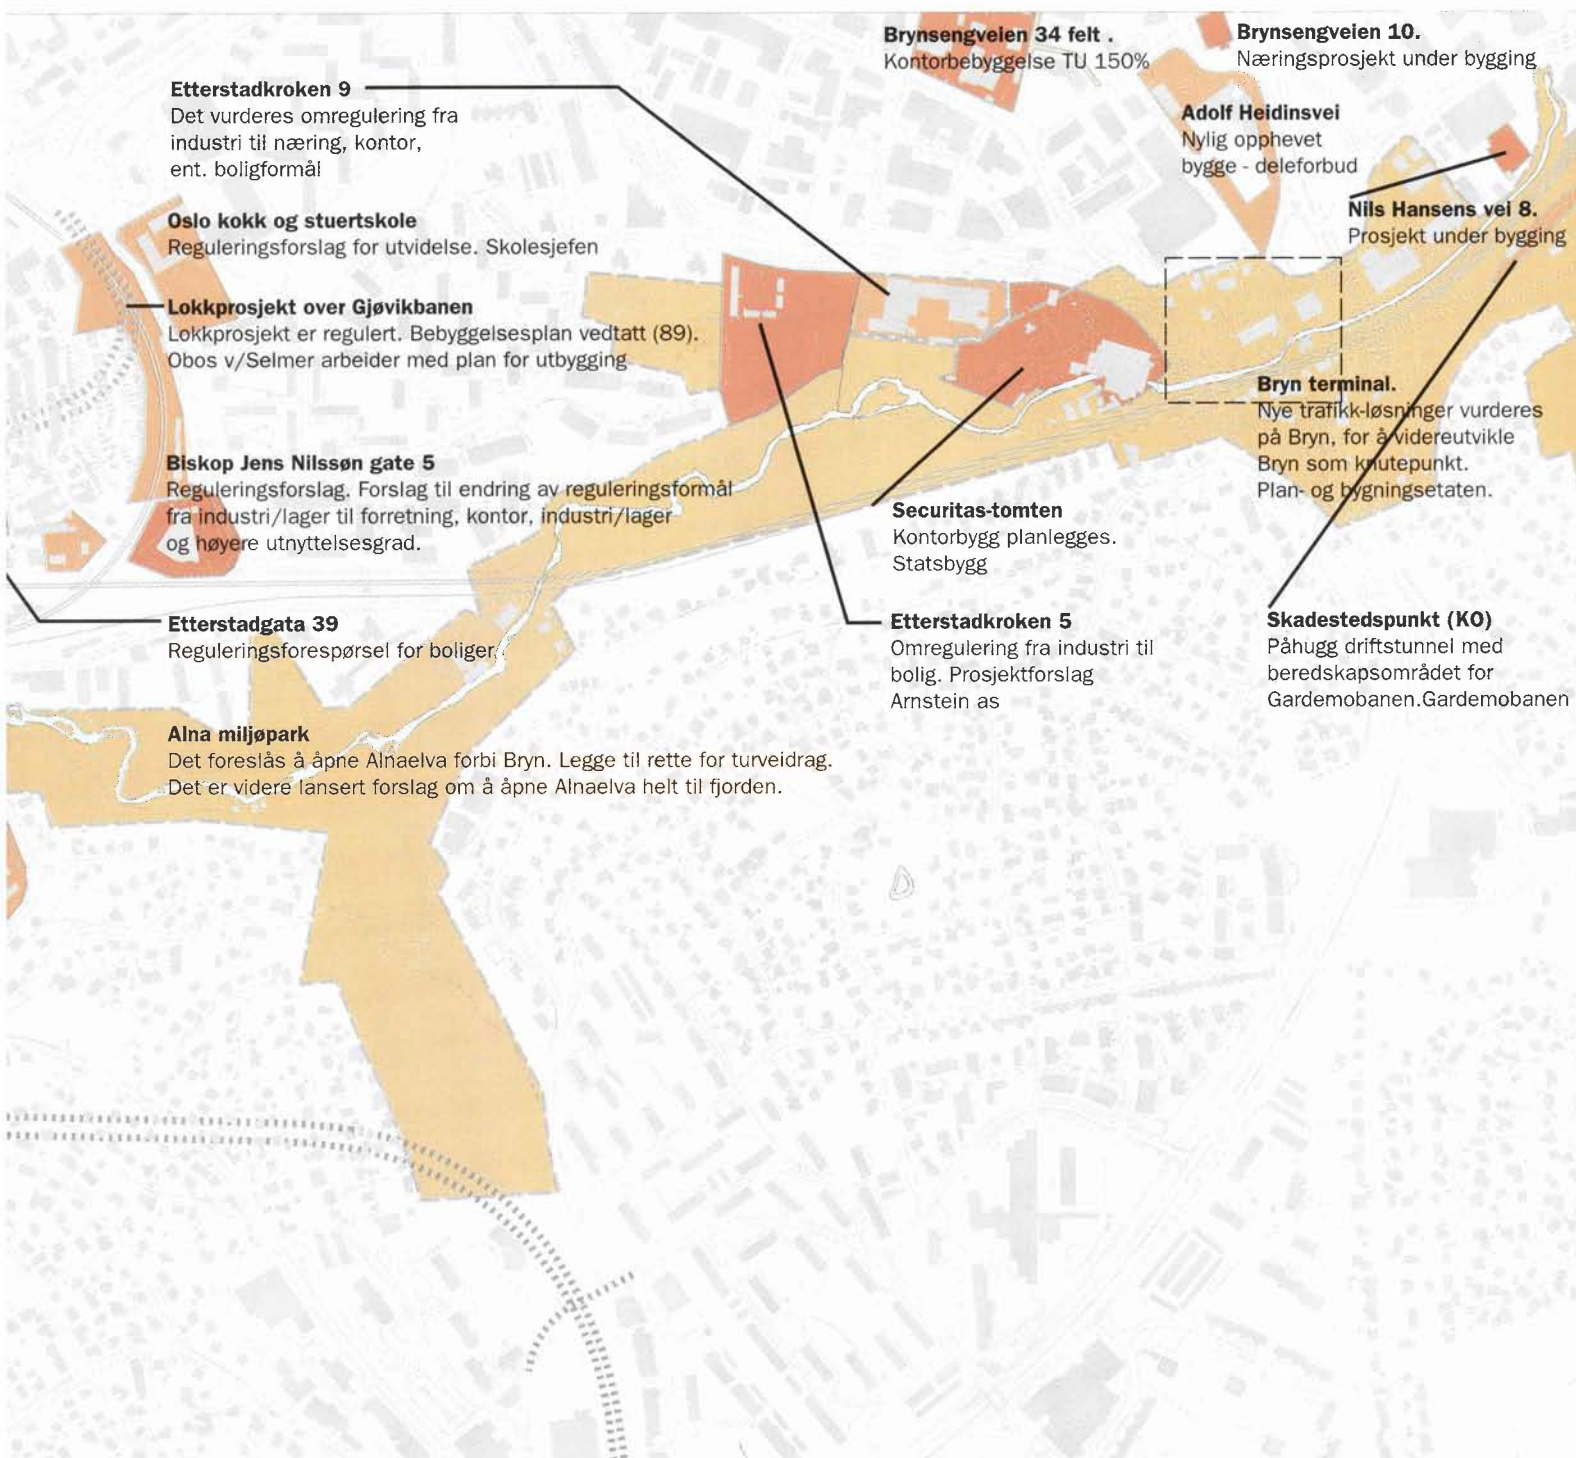 Brynsengveien 34 felt .
Kontorbebyggelse TU 150%
Brynsengveien 10.
Næringsprosjekt under bygging
Etterstadkroken 9
Det vurderes omregulering fra
industri til næring, kontor,
ent. boligformål
Adolf Heidinsvei
Nylig opphevet
bygge - deleforbud
Nils Hansens vei 8.
Prosjekt under bygging
Oslo kokk og stuertskole
Reguleringsforslag for utvidelse. Skolesjefen
Lokkprosjekt over Gjøvikbanen
Lokkprosjekt er regulert. Bebyggelsesplan vedtatt (89).
Obos v/Selmer arbeider med plan for utbygging
Bryn terminal.
Nye trafikk-løsninger vurderes
på Bryn, for å videreutvikle
Bryn som knutepunkt.
Plan- og bygningsetaten.
Biskop Jens Nilssøn gate 5
Reguleringsforslag. Forslag til endring av reguleringsformål
fra industri/lager til forretning, kontor, industri/lager
og høyere utnyttelsesgrad.
Securitas-tomten
Kontorbygg planlegges.
Statsbygg
Etterstadgata 39
Reguleringsforespørsel for boliger
Etterstadkroken 5
Omregulering fra industri til
bolig. Prosjektforslag
Arnstein as
Skadestedspunkt (KO)
Påhugg driftstunnel med
beredskapsområdet for
Gardemobanen.Gardemobanen
Alna miljøpark
Det foreslås å åpne Alnaelva forbi Bryn. Legge til rette for turveidrag.
Det er videre lansert forslag om å åpne Alnaelva helt til fjorden.